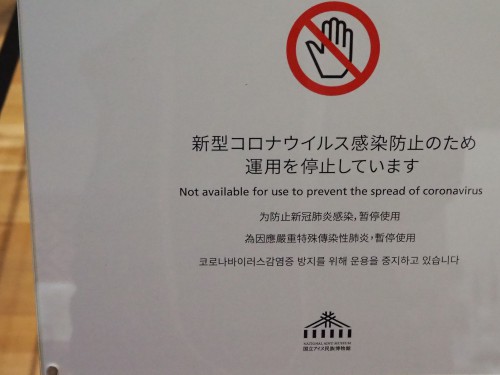 新型コロナウイルス感染防止のため
運用を停止しています
Not available for use to prevent the spread of coronavirus
为防止新冠肺炎感染，暂停使用
為因應嚴重特殊傳染性肺炎，暫停使用
코로나바이러스감염증 방지를 위해 운용을 중지하고 있습니다
NATIONAL AINU MUSEUM
国立アイヌ民族博物館